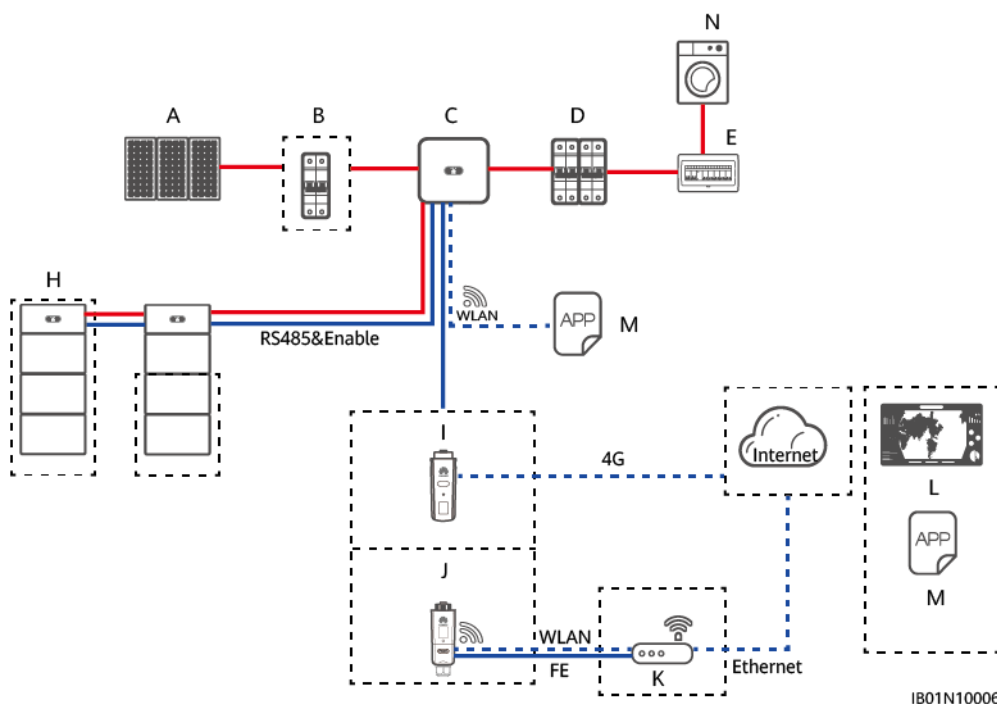 N
A
B
C
D
E
H
RS485&Enable
WLAN
APP
M
I
4G
Internet
L
APP
M
J
WLAN
FE
K
Ethernet
IB01N10006